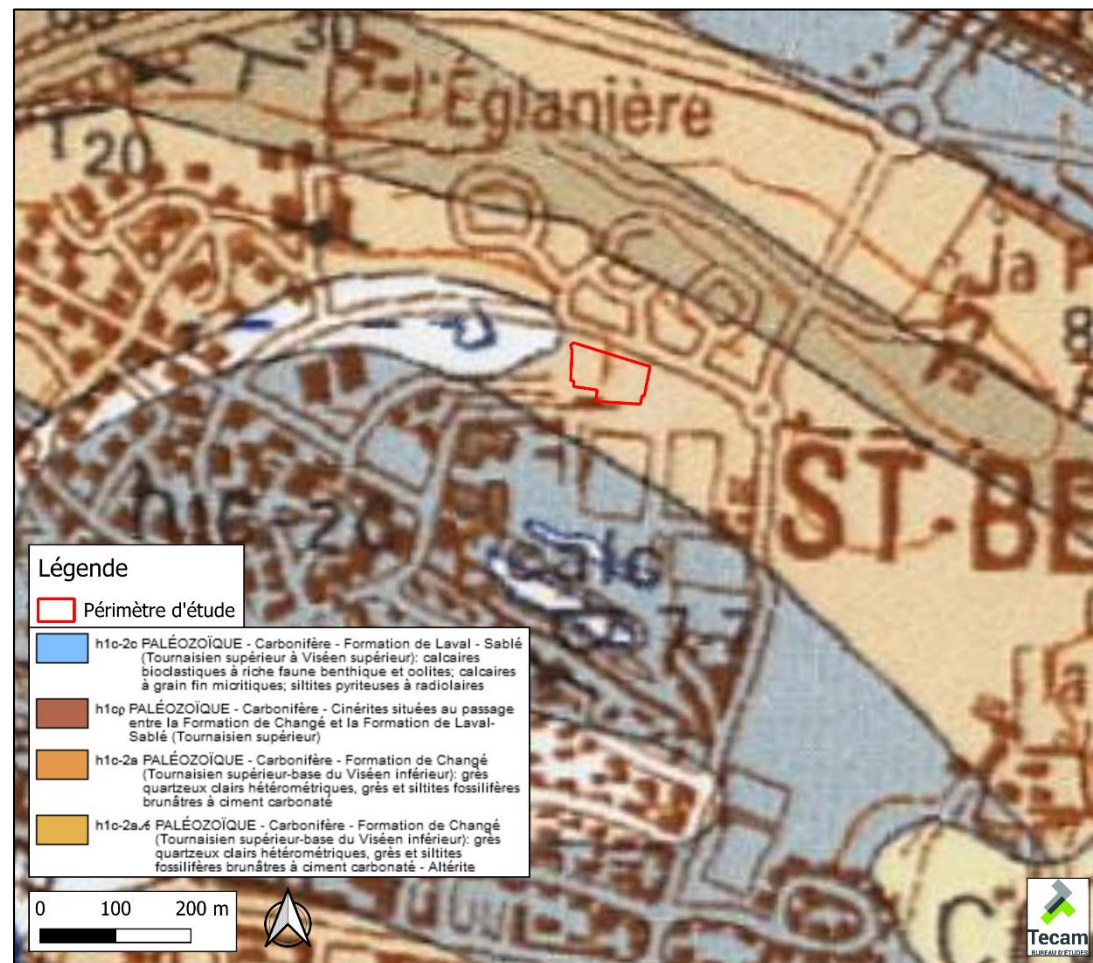 30
l'Églanière
20
ja P
8
ST-BE
calc
Légende
Périmètre d'étude
h1c-2c PALÉOZOÏQUE - Carbonifère - Formation de Laval - Sablé
(Tournaisien supérieur à Viséen supérieur): calcaires
bioclastiques à riche faune benthique et oolites; calcaires
à grain fin micritiques; siltites pyriteuses à radiolaires
h1cρ PALÉOZOÏQUE - Carbonifère - Cinérites situées au passage
entre la Formation de Changé et la Formation de Laval-
Sablé (Tournaisien supérieur)
h1c-2a PALÉOZOÏQUE - Carbonifère - Formation de Changé
(Tournaisien supérieur-base du Viséen inférieur): grès
quartzeux clairs hétérométriques, grès et siltites fossilifères
brunâtres à ciment carbonaté
PALÉOZOÏQUE - Carbonifère - Formation de Changé
(Tournaisien supérieur-base du Viséen inférieur): grès
quartzeux clairs hétérométriques, grès et siltites
fossilifères brunâtres à ciment carbonaté - Altérite
0 100 200 m
C
Tecam
BUREAU D'ÉTUDES